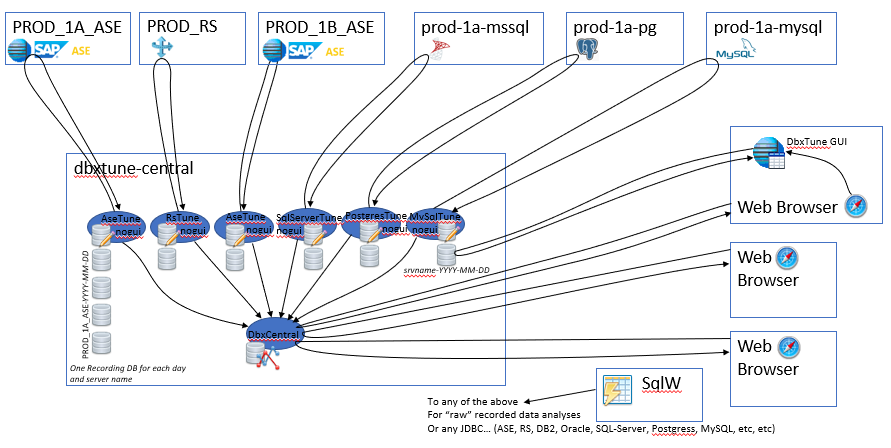 PROD_1A_ASE
SAP ASE
PROD_RS
PROD_1B_ASE
SAP ASE
prod-1a-mssql
prod-1a-pg
prod-1a-mysql
MySQL
dbxtune-central
AseTune
nogui
RsTune
nogui
AseTune
nogui
SqlServerTune
nogui
PostgresTune
nogui
MySqlTune
nogui
PROD_1A_ASE-YYYY-MM-DD
srvname-YYYY-MM-DD
DbxCentral
One Recording DB for each day
and server name
DbxTune GUI
Web Browser
Web
Browser
Web
Browser
SqlW
To any of the above
For “raw” recorded data analyses
Or any JDBC… (ASE, RS, DB2, Oracle, SQL-Server, Postgress, MySQL, etc, etc)